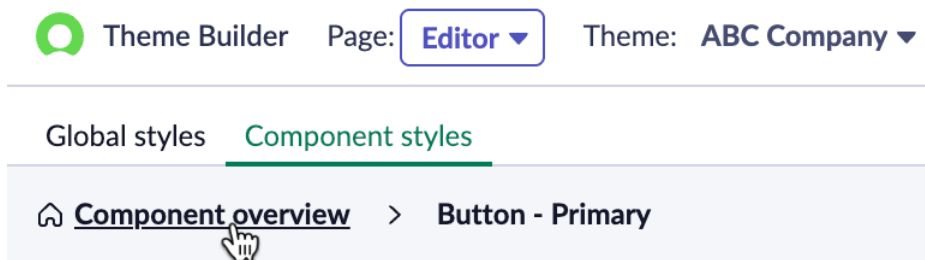 Theme Builder Page: Editor Theme: ABC Company
Global styles Component styles
Component overview > Button - Primary